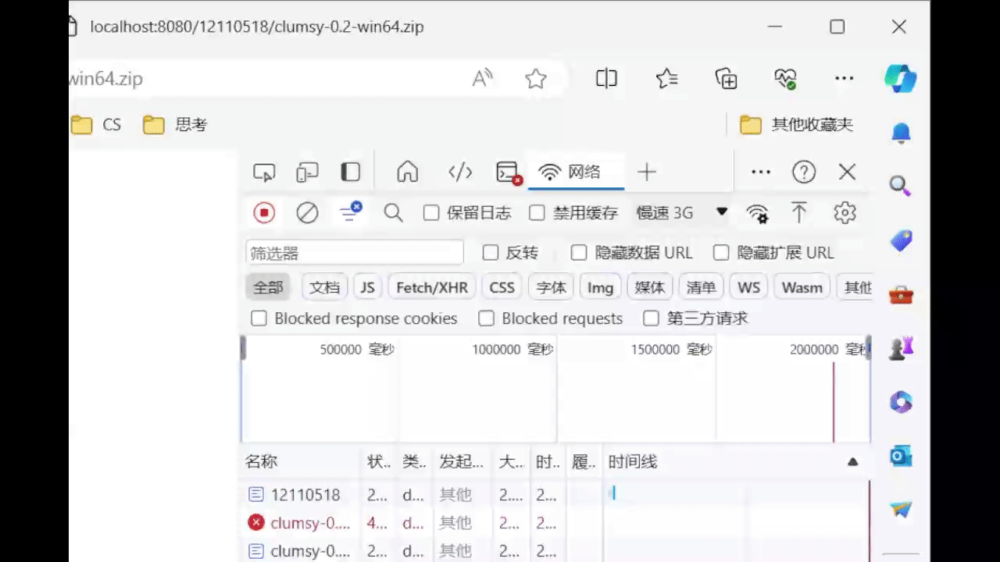 localhost:8080/12110518/clumsy-0.2-win64.zip
win64.zip
CS 思考 其他收藏夹
网络
保留日志 禁用缓存 慢速 3G
筛选器 反转 隐藏数据 URL 隐藏扩展 URL
全部 文档 JS Fetch/XHR CSS 字体 Img 媒体 清单 WS Wasm 其他
Blocked response cookies Blocked requests 第三方请求
500000 毫秒 1000000 毫秒 1500000 毫秒 2000000 毫秒
名称 状.. 类.. 发起... 大... 时.. 履.. 时间线
12110518 2... d... 其他 2.... 2...
clumsy-0.... 4... d... 其他 2... 2...
clumsy-0.... 2... d... 其他 2... 2...